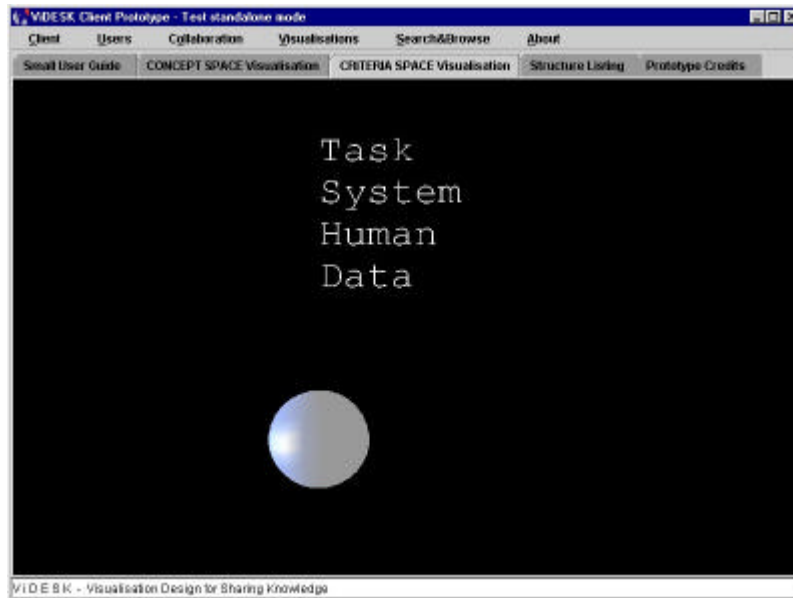 ViDESK Client Prototype - Test standalone mode
Client Users Collaboration Visualisations Search&Browse About
Small User Guide CONCEPT SPACE Visualisation CRITERIA SPACE Visualisation Structure Listing Prototype Credits
Task
System
Human
Data
V i D E S K - Visualisation Design for Sharing Knowledge